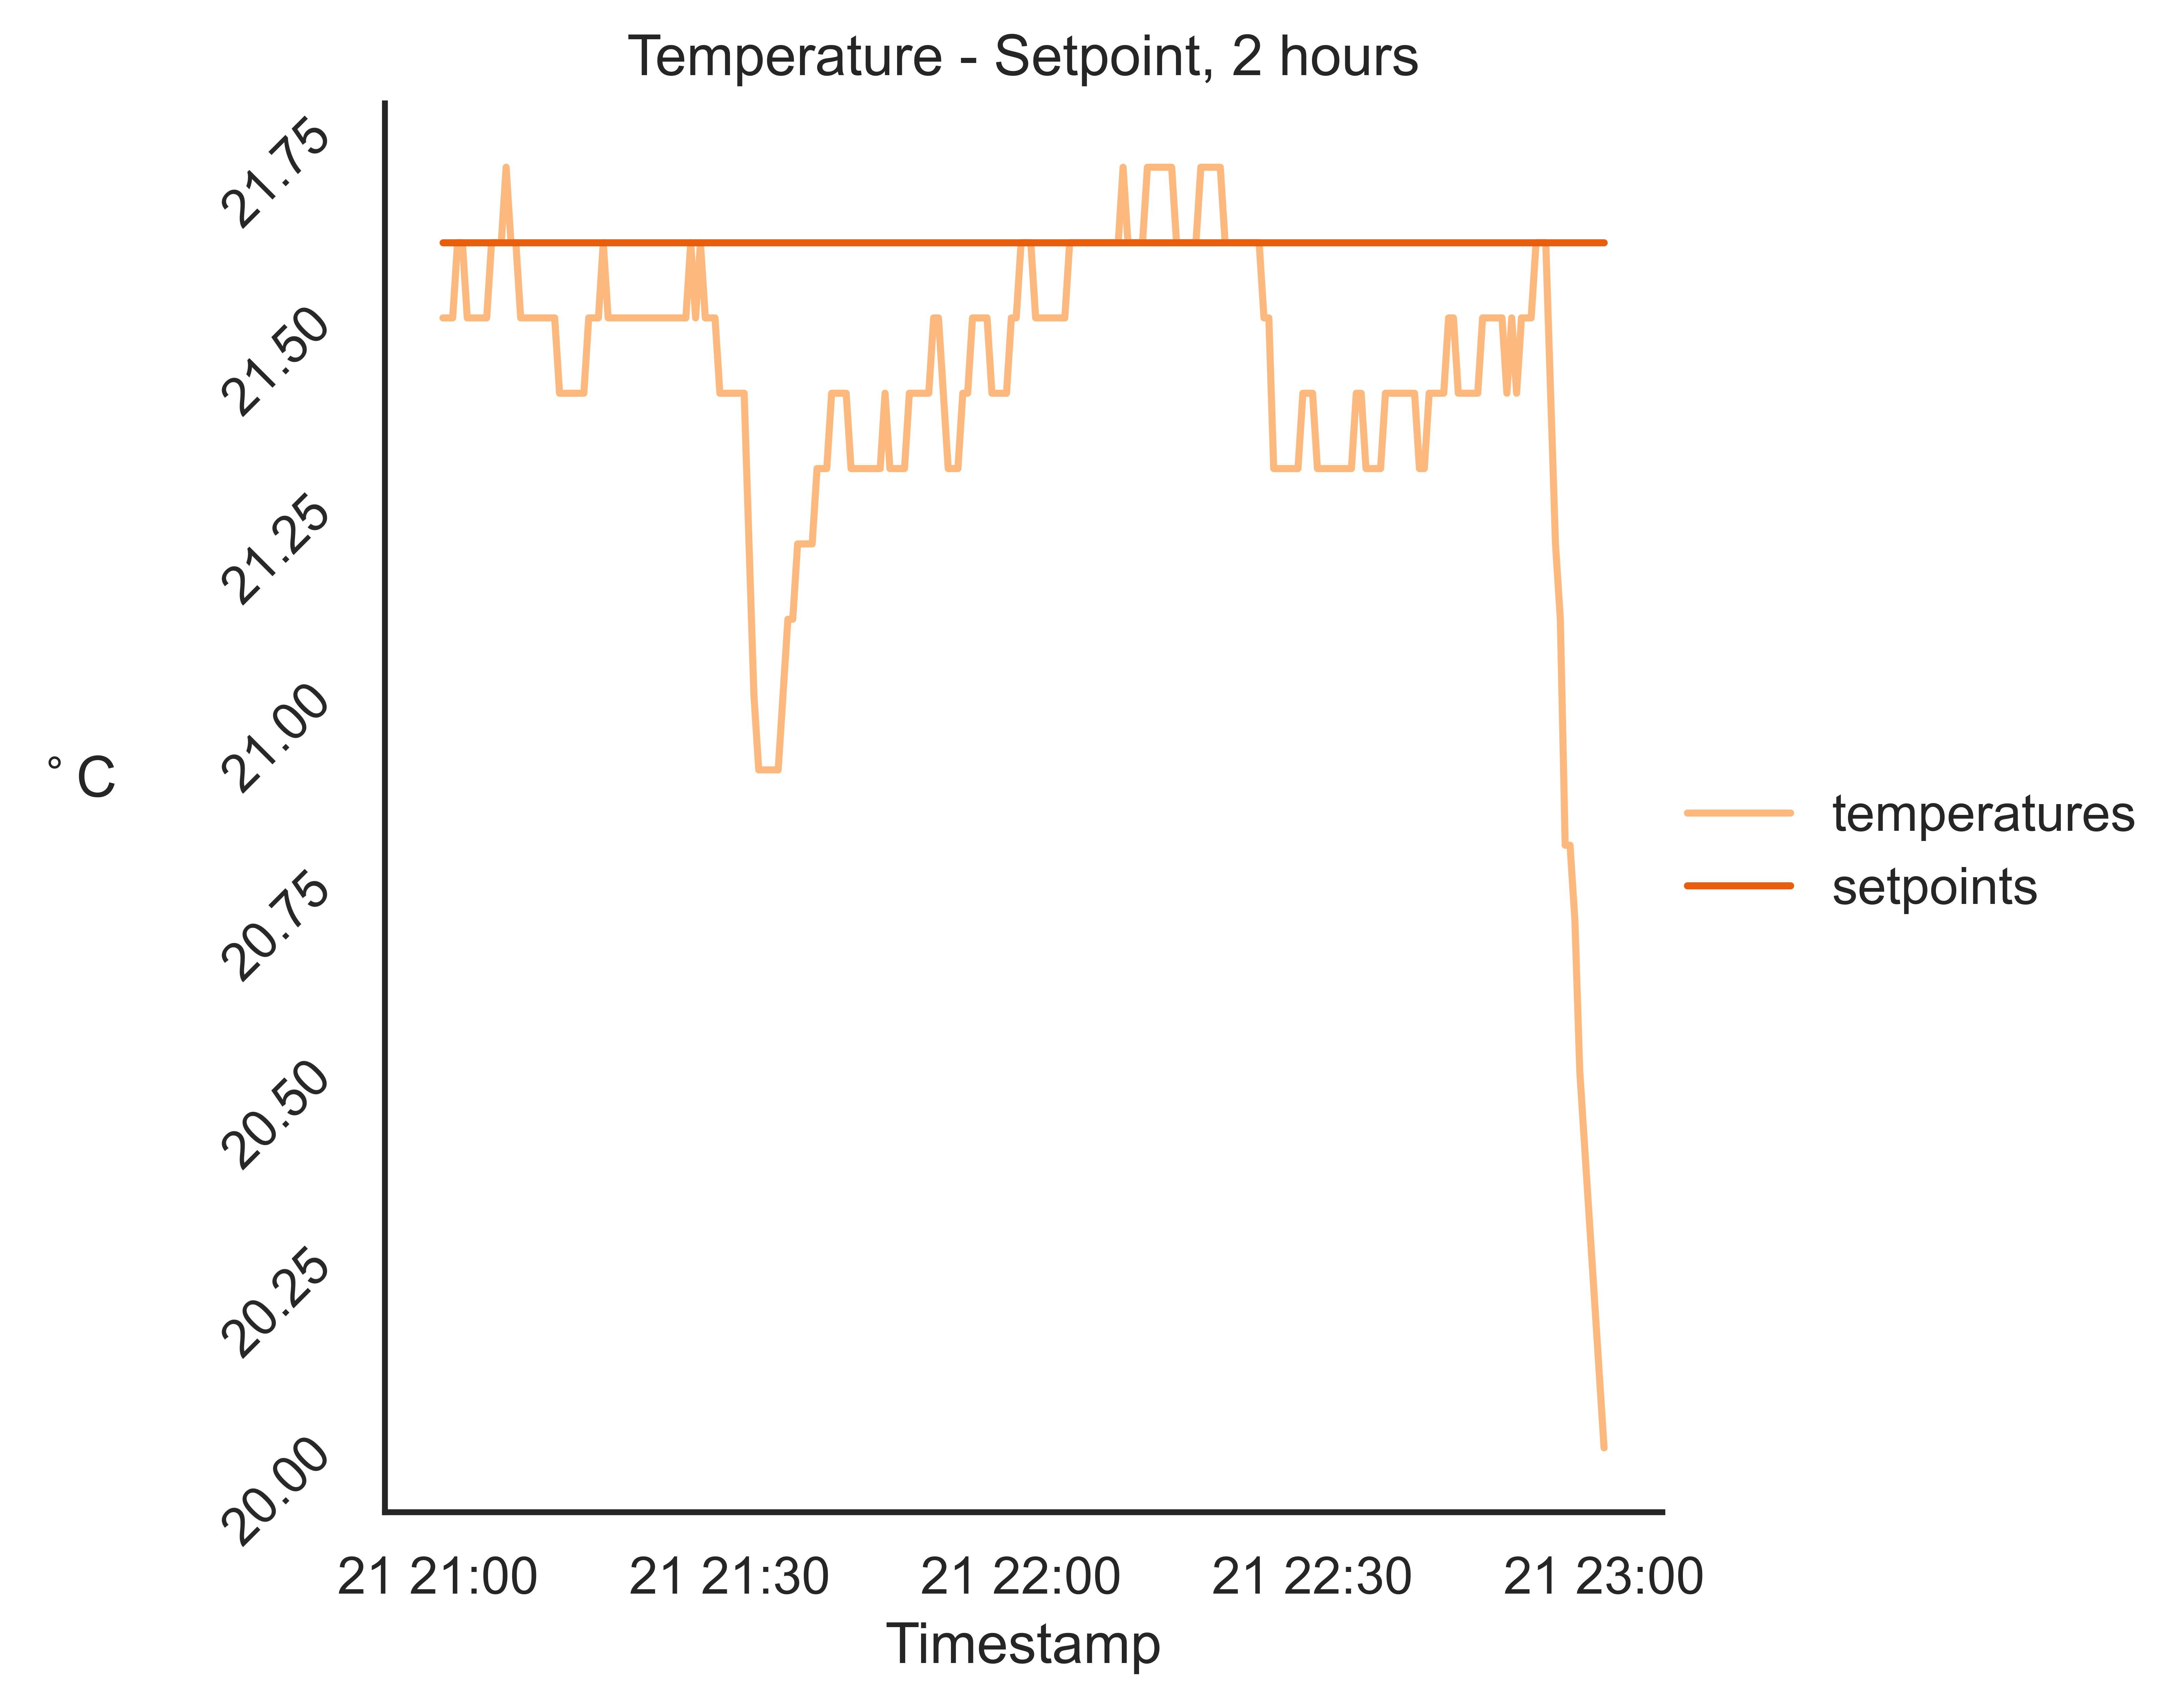 Temperature - Setpoint, 2 hours
21.75
21.50
21.25
21.00
20.75
20.50
20.25
20.00
°C
temperatures
setpoints
21 21:00 21 21:30 21 22:00 21 22:30 21 23:00
Timestamp